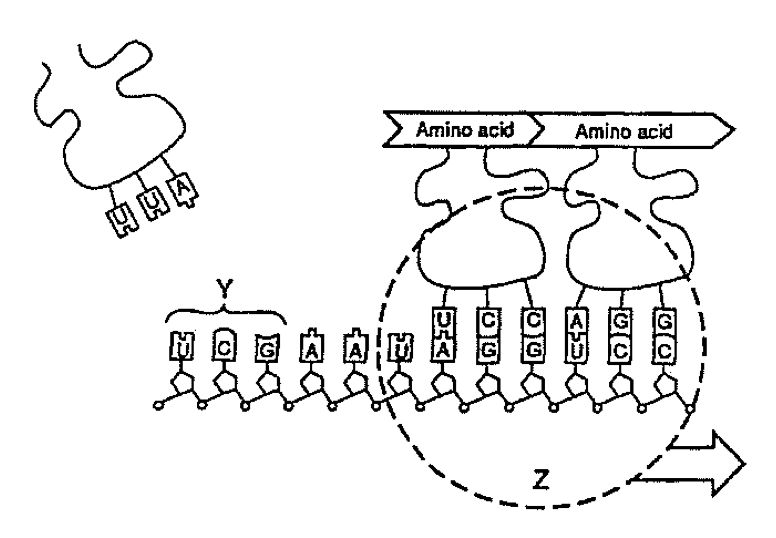 Amino acid Amino acid
U U A
Y
U C C A G G
U C G A A U A G G U C C
Z